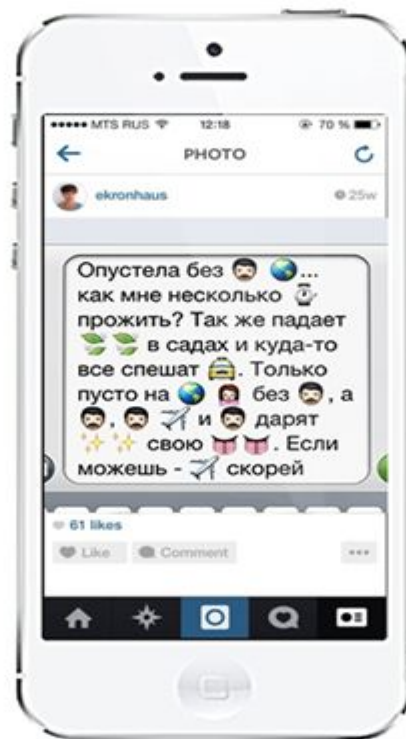 ●●●●● MTS RUS 12:18 70 %
PHOTO
ekronhaus 25w
Опустела без 👨 🌎...
как мне несколько ⌚
прожить? Так же падает
🍃 🍃 в садах и куда-то
все спешат 🚖. Только
пусто на 🌎 👩 без 👨, а
👨, 👨 ✈️ и 👨 дарят
✨ ✨ свою 👅 👅. Если
можешь - ✈️ скорей
61 likes
Like Comment